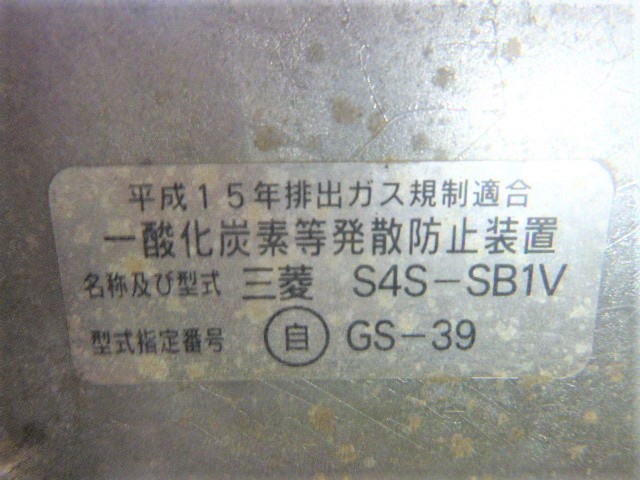 平成15年排出ガス規制適合
一酸化炭素等発散防止装置
名称及び型式 三菱 S4S-SB1V
型式指定番号 自 GS-39